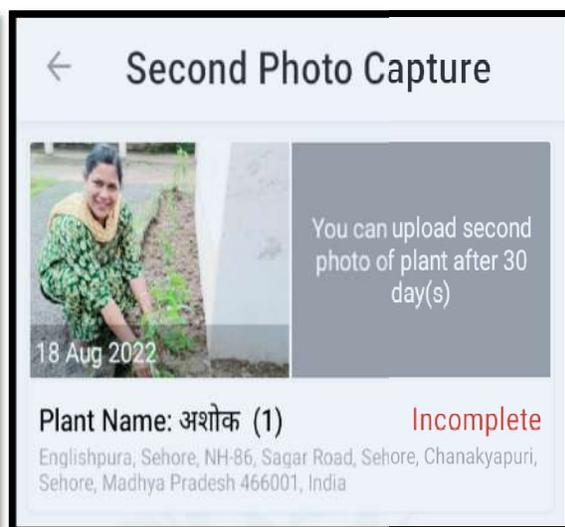 Second Photo Capture
You can upload second
photo of plant after 30
day(s)
18 Aug 2022
Plant Name: अशोक (1)
Incomplete
Englishpura, Sehore, NH-86, Sagar Road, Sehore, Chanakyapuri,
Sehore, Madhya Pradesh 466001, India